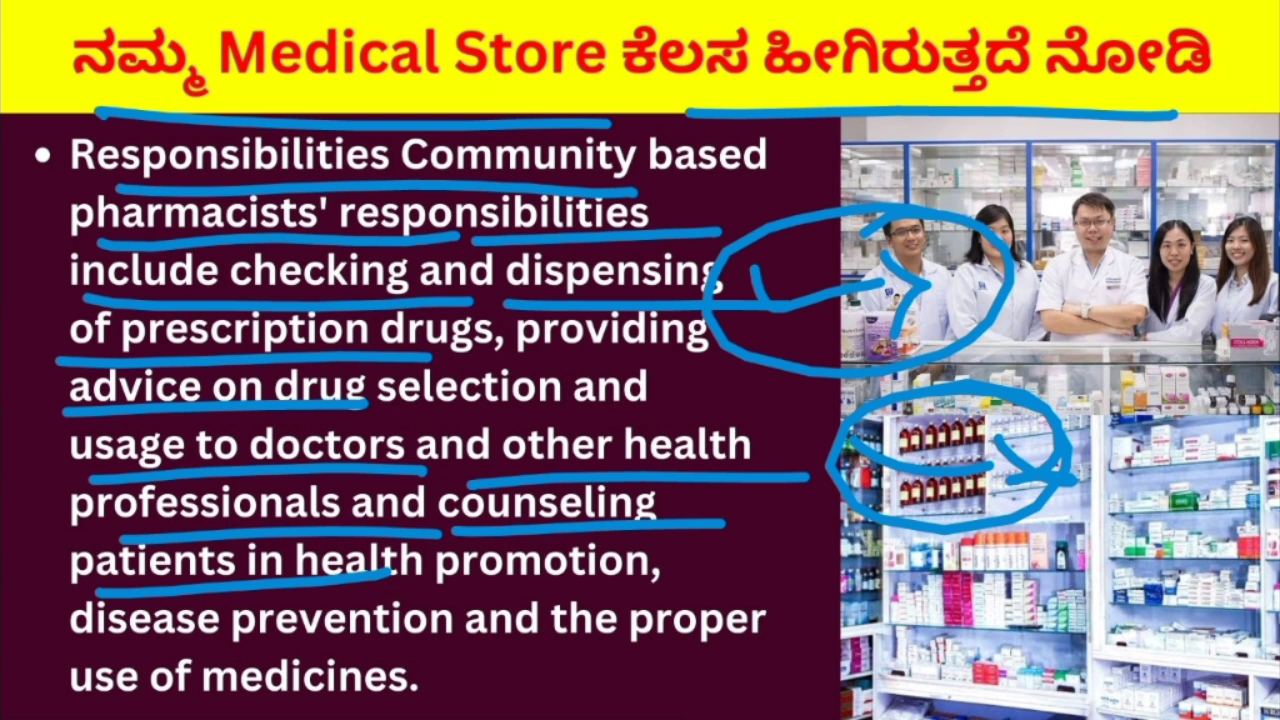 ನಮ್ಮ Medical Store ಕೆಲಸ ಹೀಗಿರುತ್ತದೆ ನೋಡಿ
• Responsibilities Community based
pharmacists' responsibilities
include checking and dispensing
of prescription drugs, providing
advice on drug selection and
usage to doctors and other health
professionals and counseling
patients in health promotion,
disease prevention and the proper
use of medicines.